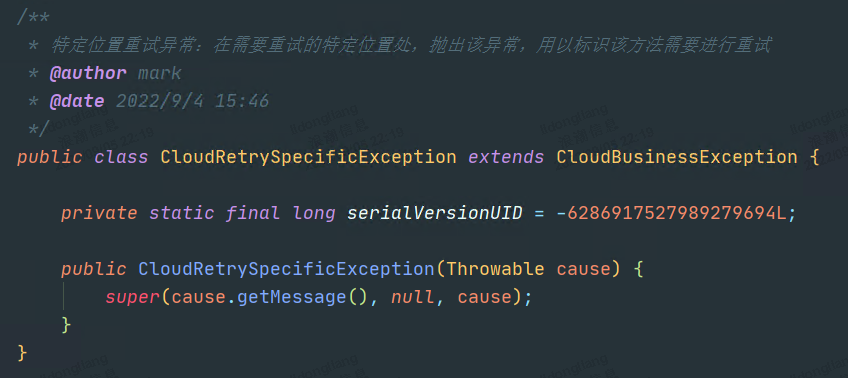 /**
 * 特定位置重试异常：在需要重试的特定位置处，抛出该异常，用以标识该方法需要进行重试
 * @author mark
 * @date 2022/9/4 15:46
 */
public class CloudRetrySpecificException extends CloudBusinessException {
    private static final long serialVersionUID = -6286917527989279694L;
    public CloudRetrySpecificException(Throwable cause) {
        super(cause.getMessage(), null, cause);
    }
}